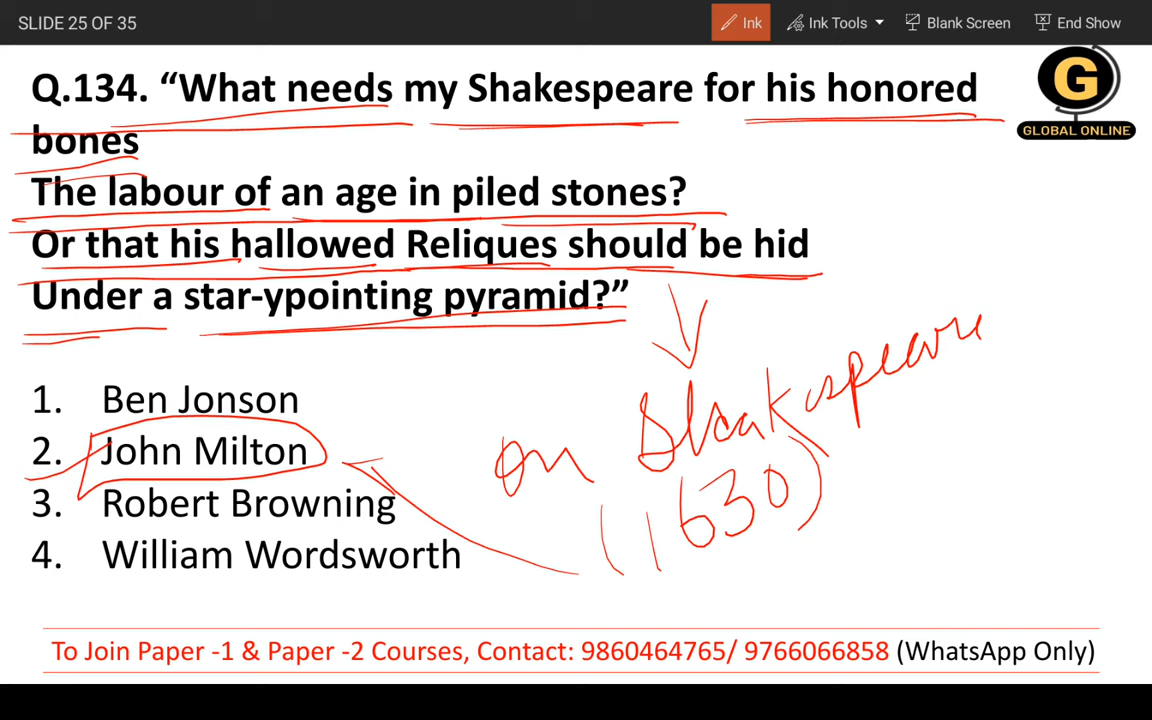 SLIDE 25 OF 35
Ink
Ink Tools
Blank Screen
End Show
Q.134. “What needs my Shakespeare for his honored
bones
The labour of an age in piled stones?
Or that his hallowed Reliques should be hid
Under a star-ypointing pyramid?”
G
GLOBAL ONLINE
1. Ben Jonson
2. John Milton
3. Robert Browning
4. William Wordsworth
on Shakespeare
(1630)
To Join Paper -1 & Paper -2 Courses, Contact: 9860464765/ 9766066858 (WhatsApp Only)